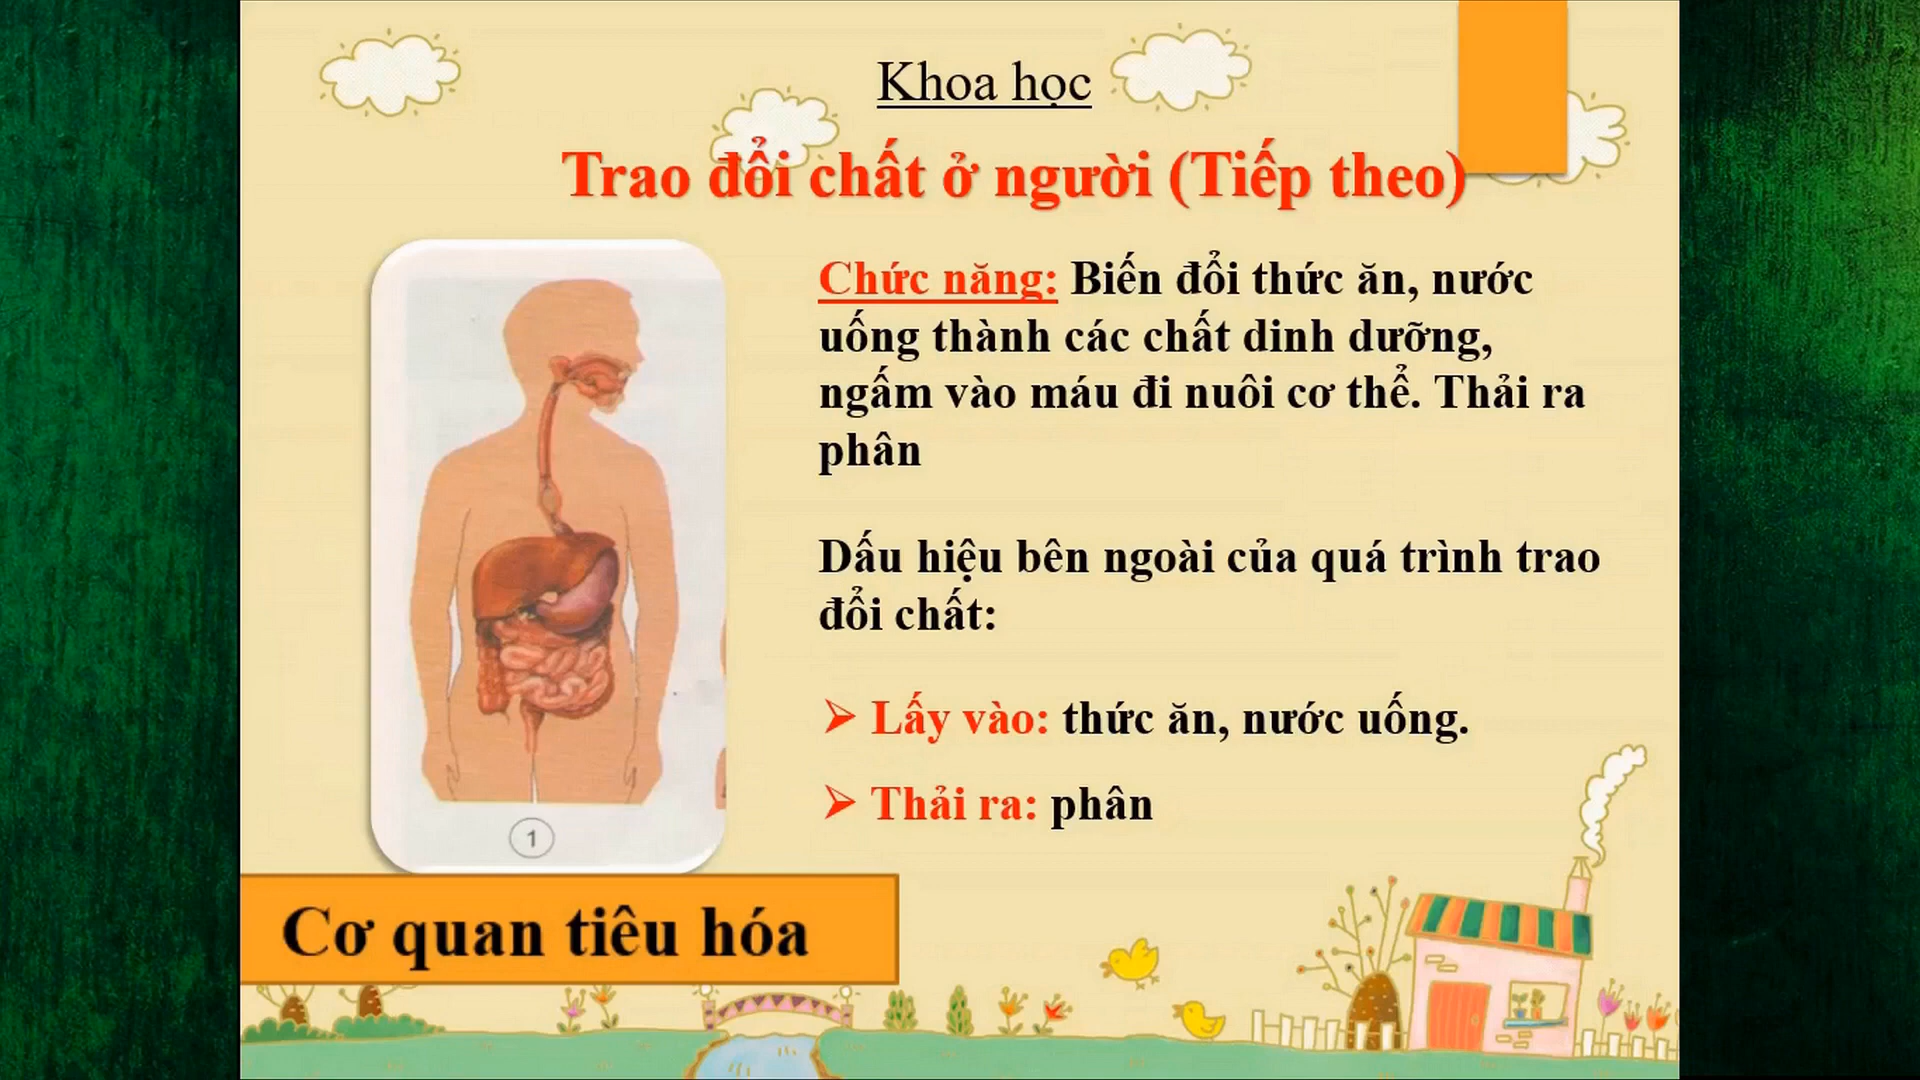 Khoa học
Trao đổi chất ở người (Tiếp theo)
Chức năng: Biến đổi thức ăn, nước
uống thành các chất dinh dưỡng,
ngấm vào máu đi nuôi cơ thể. Thải ra
phân
Dấu hiệu bên ngoài của quá trình trao
đổi chất:
Lấy vào: thức ăn, nước uống.
Thải ra: phân
1
Cơ quan tiêu hóa